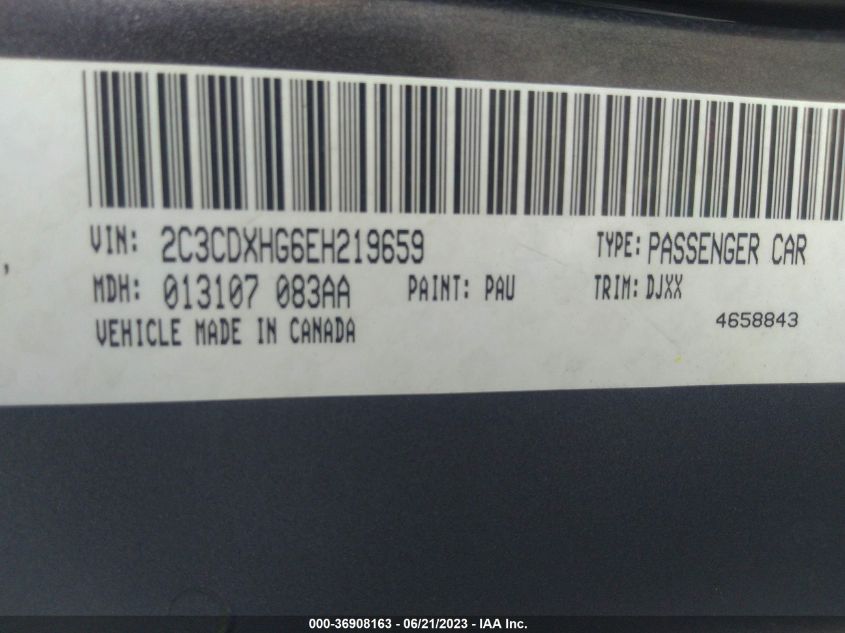 VIN: 2C3CDXHG6EH219659 TYPE: PASSENGER CAR
MDH: 013107 083AA PAINT: PAU TRIM: DJXX
4658843
VEHICLE MADE IN CANADA
000-36908163 - 06/21/2023 - IAA Inc.